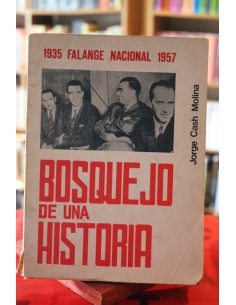 1935 FALANGE NACIONAL 1957
Jorge Cash Molina
BOSQUEJO
DE UNA
HISTORIA